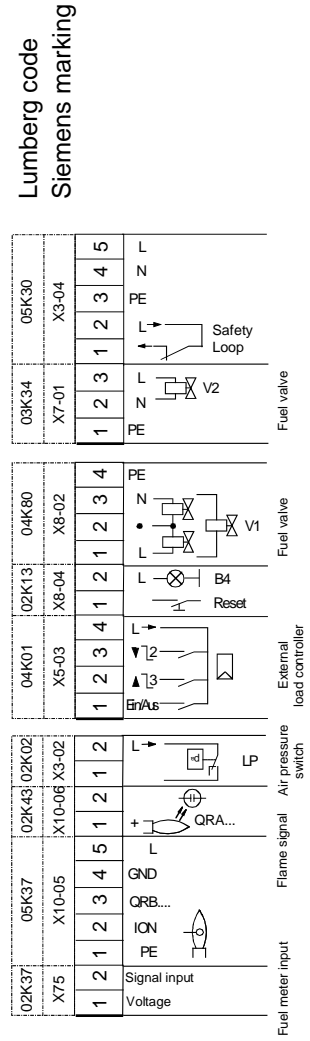 Lumberg code
Siemens marking
05K30
X3-04
5 L
4 N
3 PE
2 L
1
Safety
Loop
03K34
X7-01
3 L
2 N
1 PE
V2
Fuel valve
04K80
X8-02
4 PE
3 N
2
1 L
V1
Fuel valve
02K13
X8-04
2 L B4
1 Reset
04K01
X5-03
4 L
3 2
2 3
1 Ein/Aus
External
load controller
02K02
X3-02
2 L
1
LP
Air pressure
switch
02K43
X10-06
2
1 + QRA...
Flame signal
05K37
X10-05
5 L
4 GND
3 QRB....
2 ION
1 PE
02K37
X75
2 Signal input
1 Voltage
Fuel meter input